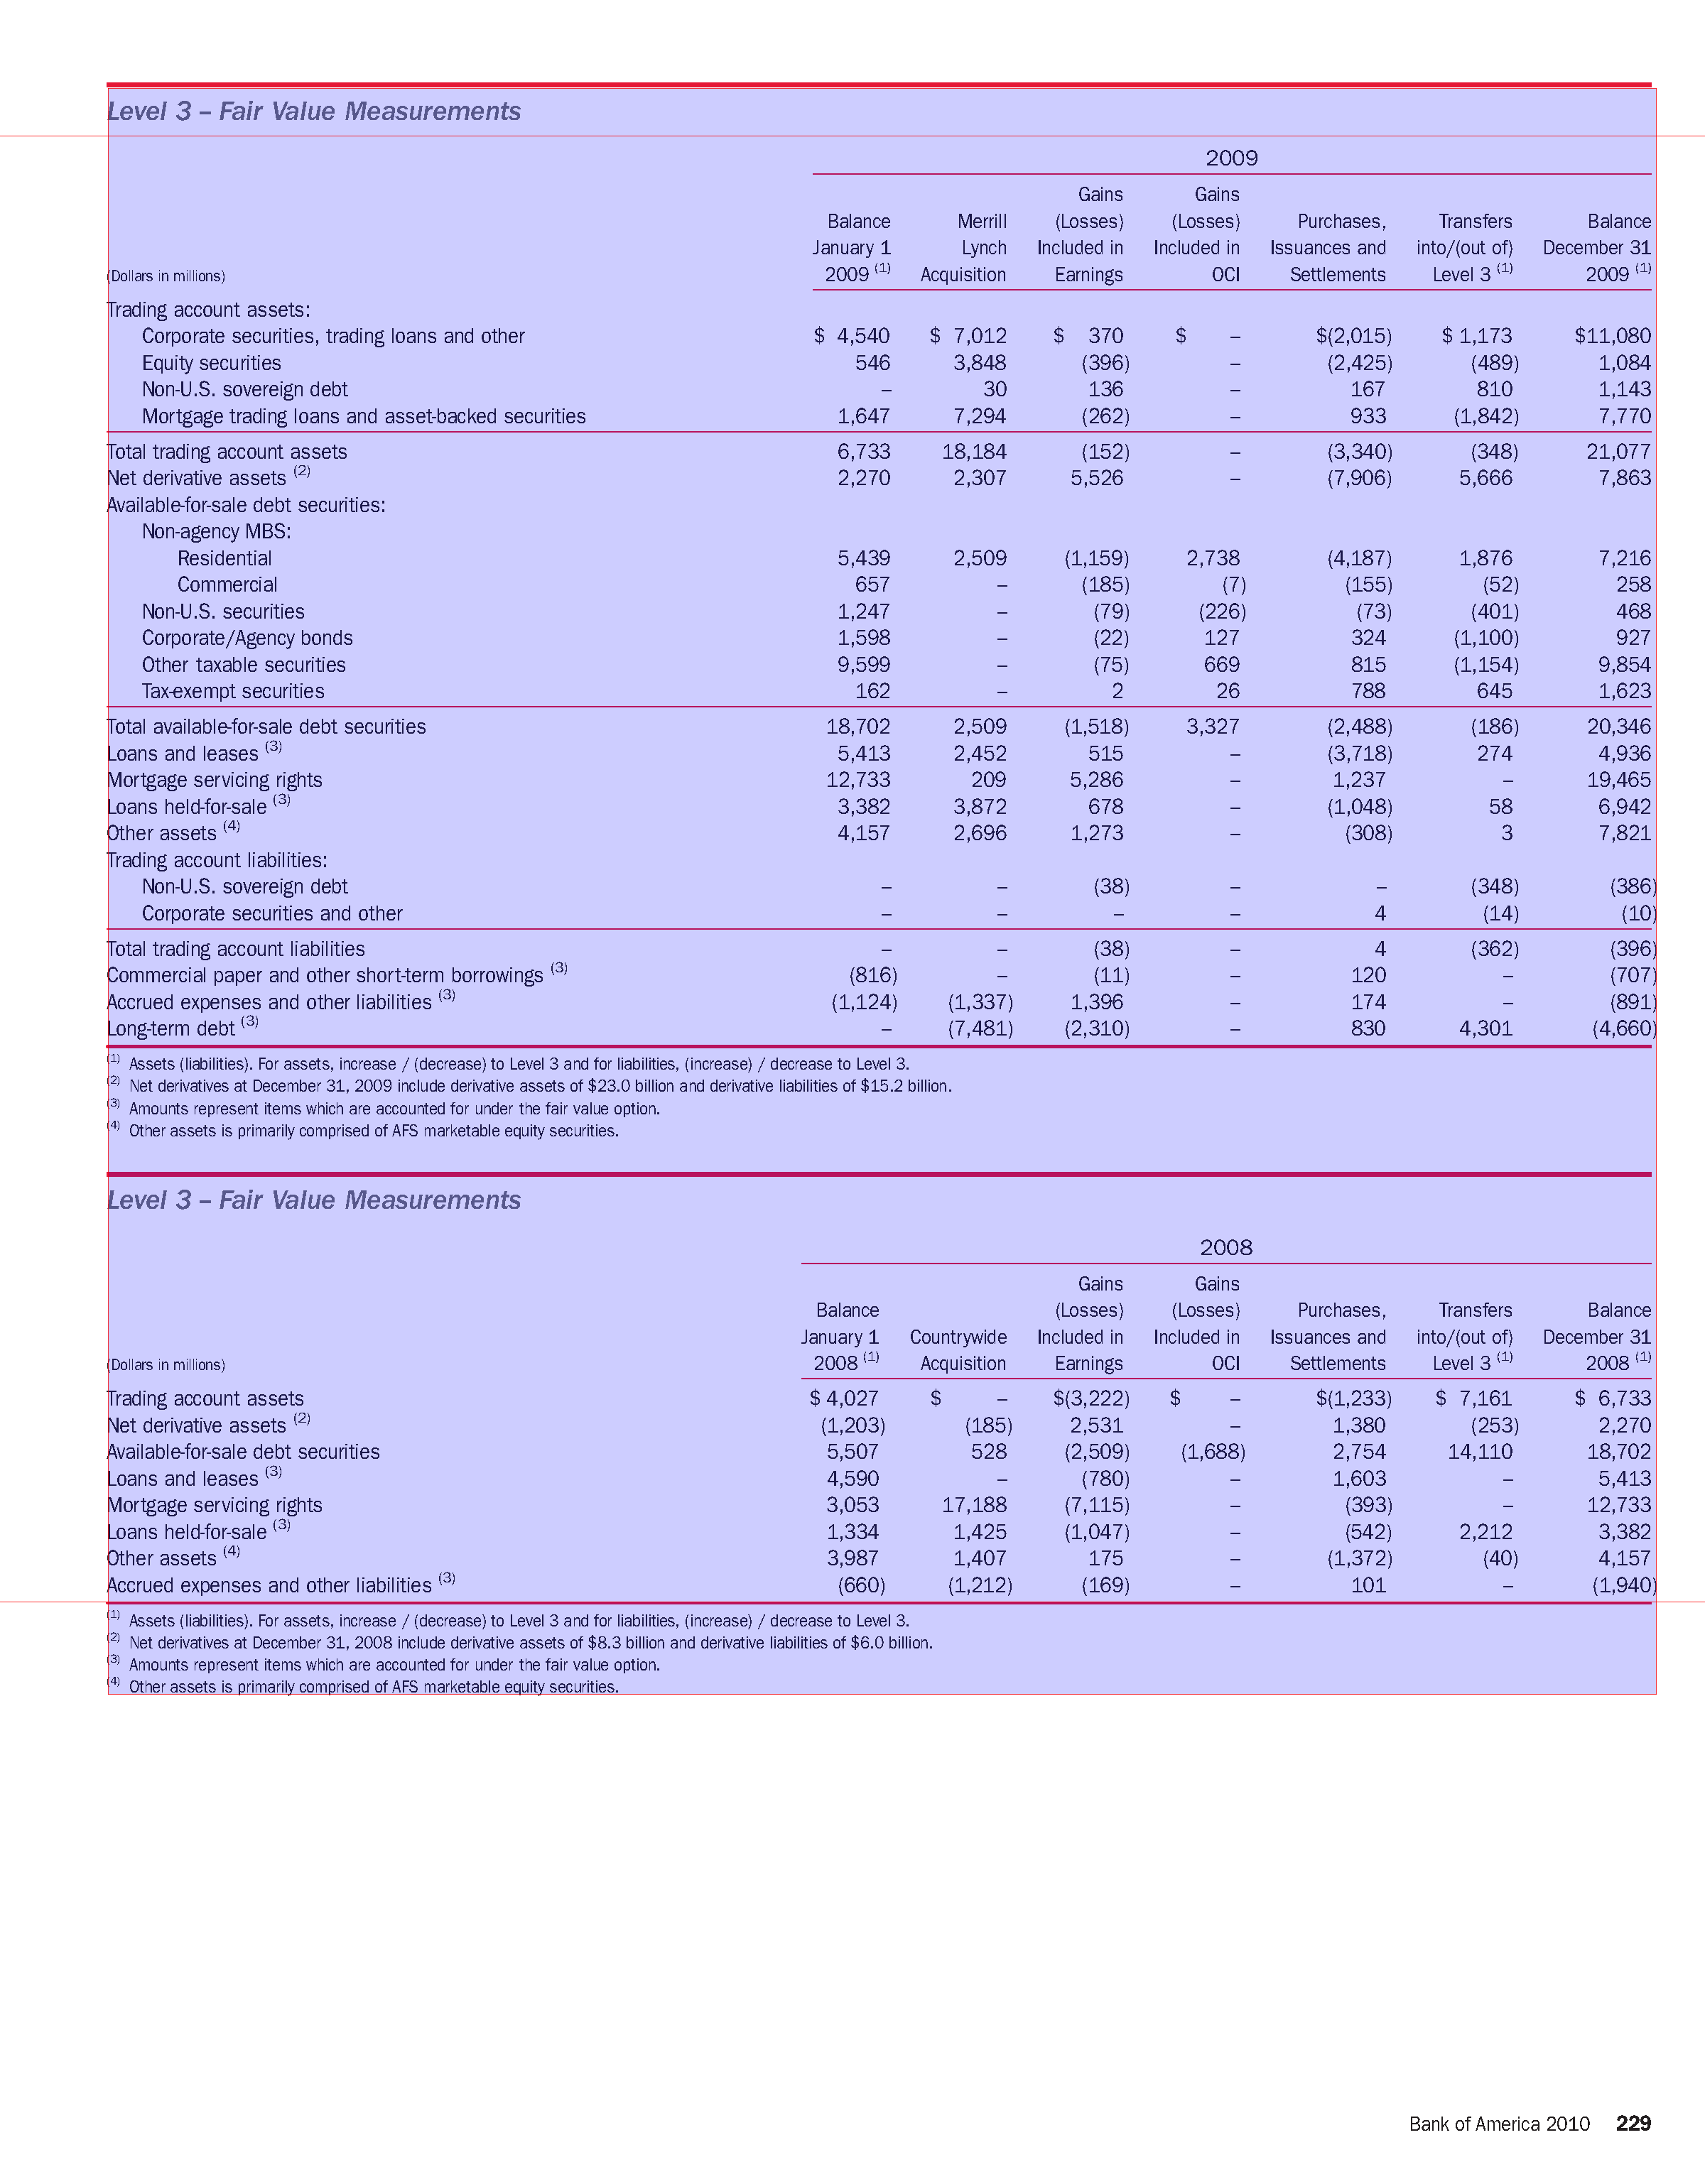 Level 3 – Fair Value Measurements
2009
Gains Gains
Balance Merrill (Losses) (Losses) Purchases, Transfers Balance
January 1 Lynch Included in Included in Issuances and into/(out of) December 31
(Dollars in millions) 2009 (1) Acquisition Earnings OCI Settlements Level 3 (1) 2009 (1)
Trading account assets:
Corporate securities, trading loans and other $ 4,540 $ 7,012 $ 370 $ – $(2,015) $ 1,173 $11,080
Equity securities 546 3,848 (396) – (2,425) (489) 1,084
Non-U.S. sovereign debt – 30 136 – 167 810 1,143
Mortgage trading loans and asset-backed securities 1,647 7,294 (262) – 933 (1,842) 7,770
Total trading account assets 6,733 18,184 (152) – (3,340) (348) 21,077
Net derivative assets (2) 2,270 2,307 5,526 – (7,906) 5,666 7,863
Available-for-sale debt securities:
Non-agency MBS:
Residential 5,439 2,509 (1,159) 2,738 (4,187) 1,876 7,216
Commercial 657 – (185) (7) (155) (52) 258
Non-U.S. securities 1,247 – (79) (226) (73) (401) 468
Corporate/Agency bonds 1,598 – (22) 127 324 (1,100) 927
Other taxable securities 9,599 – (75) 669 815 (1,154) 9,854
Tax-exempt securities 162 – 2 26 788 645 1,623
Total available-for-sale debt securities 18,702 2,509 (1,518) 3,327 (2,488) (186) 20,346
Loans and leases (3) 5,413 2,452 515 – (3,718) 274 4,936
Mortgage servicing rights 12,733 209 5,286 – 1,237 – 19,465
Loans held-for-sale (3) 3,382 3,872 678 – (1,048) 58 6,942
Other assets (4) 4,157 2,696 1,273 – (308) 3 7,821
Trading account liabilities:
Non-U.S. sovereign debt – – (38) – – (348) (386)
Corporate securities and other – – – – 4 (14) (10)
Total trading account liabilities – – (38) – 4 (362) (396)
Commercial paper and other short-term borrowings (3) (816) – (11) – 120 – (707)
Accrued expenses and other liabilities (3) (1,124) (1,337) 1,396 – 174 – (891)
Long-term debt (3) – (7,481) (2,310) – 830 4,301 (4,660)
(1) Assets (liabilities). For assets, increase / (decrease) to Level 3 and for liabilities, (increase) / decrease to Level 3.
(2) Net derivatives at December 31, 2009 include derivative assets of $23.0 billion and derivative liabilities of $15.2 billion.
(3) Amounts represent items which are accounted for under the fair value option.
(4) Other assets is primarily comprised of AFS marketable equity securities.
Level 3 – Fair Value Measurements
2008
Gains Gains
Balance (Losses) (Losses) Purchases, Transfers Balance
January 1 Countrywide Included in Included in Issuances and into/(out of) December 31
(Dollars in millions) 2008 (1) Acquisition Earnings OCI Settlements Level 3 (1) 2008 (1)
Trading account assets $ 4,027 $ – $(3,222) $ – $(1,233) $ 7,161 $ 6,733
Net derivative assets (2) (1,203) (185) 2,531 – 1,380 (253) 2,270
Available-for-sale debt securities 5,507 528 (2,509) (1,688) 2,754 14,110 18,702
Loans and leases (3) 4,590 – (780) – 1,603 – 5,413
Mortgage servicing rights 3,053 17,188 (7,115) – (393) – 12,733
Loans held-for-sale (3) 1,334 1,425 (1,047) – (542) 2,212 3,382
Other assets (4) 3,987 1,407 175 – (1,372) (40) 4,157
Accrued expenses and other liabilities (3) (660) (1,212) (169) – 101 – (1,940)
(1) Assets (liabilities). For assets, increase / (decrease) to Level 3 and for liabilities, (increase) / decrease to Level 3.
(2) Net derivatives at December 31, 2008 include derivative assets of $8.3 billion and derivative liabilities of $6.0 billion.
(3) Amounts represent items which are accounted for under the fair value option.
(4) Other assets is primarily comprised of AFS marketable equity securities.
Bank of America 2010 229